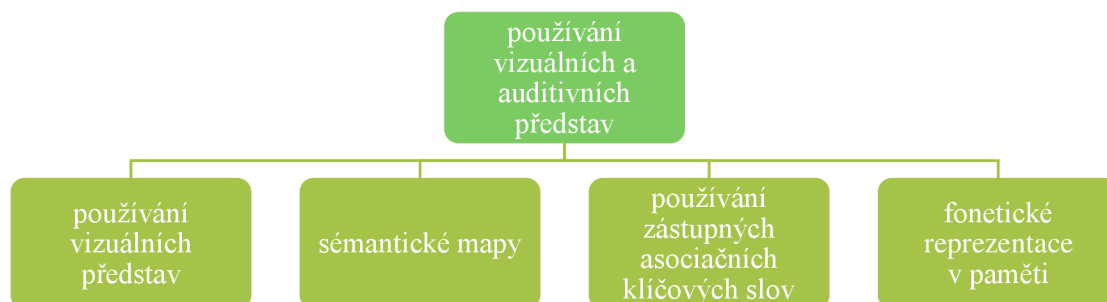 používání
vizuálních a
auditivních
představ
používání
vizuálních
představ
sémantické mapy
používání
zástupných
asociačních
klíčových slov
fonetické
reprezentace
v paměti